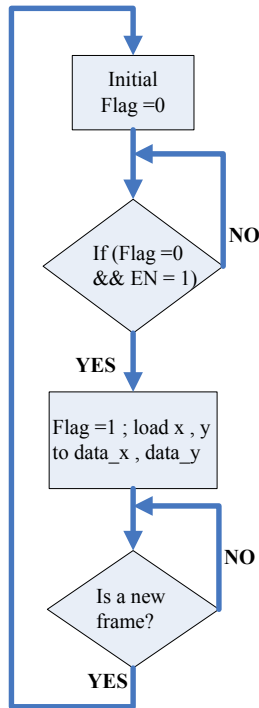 Initial
Flag =0
If (Flag =0
&& EN = 1)
NO
YES
Flag =1 ; load x , y
to data_x , data_y
NO
Is a new
frame?
YES